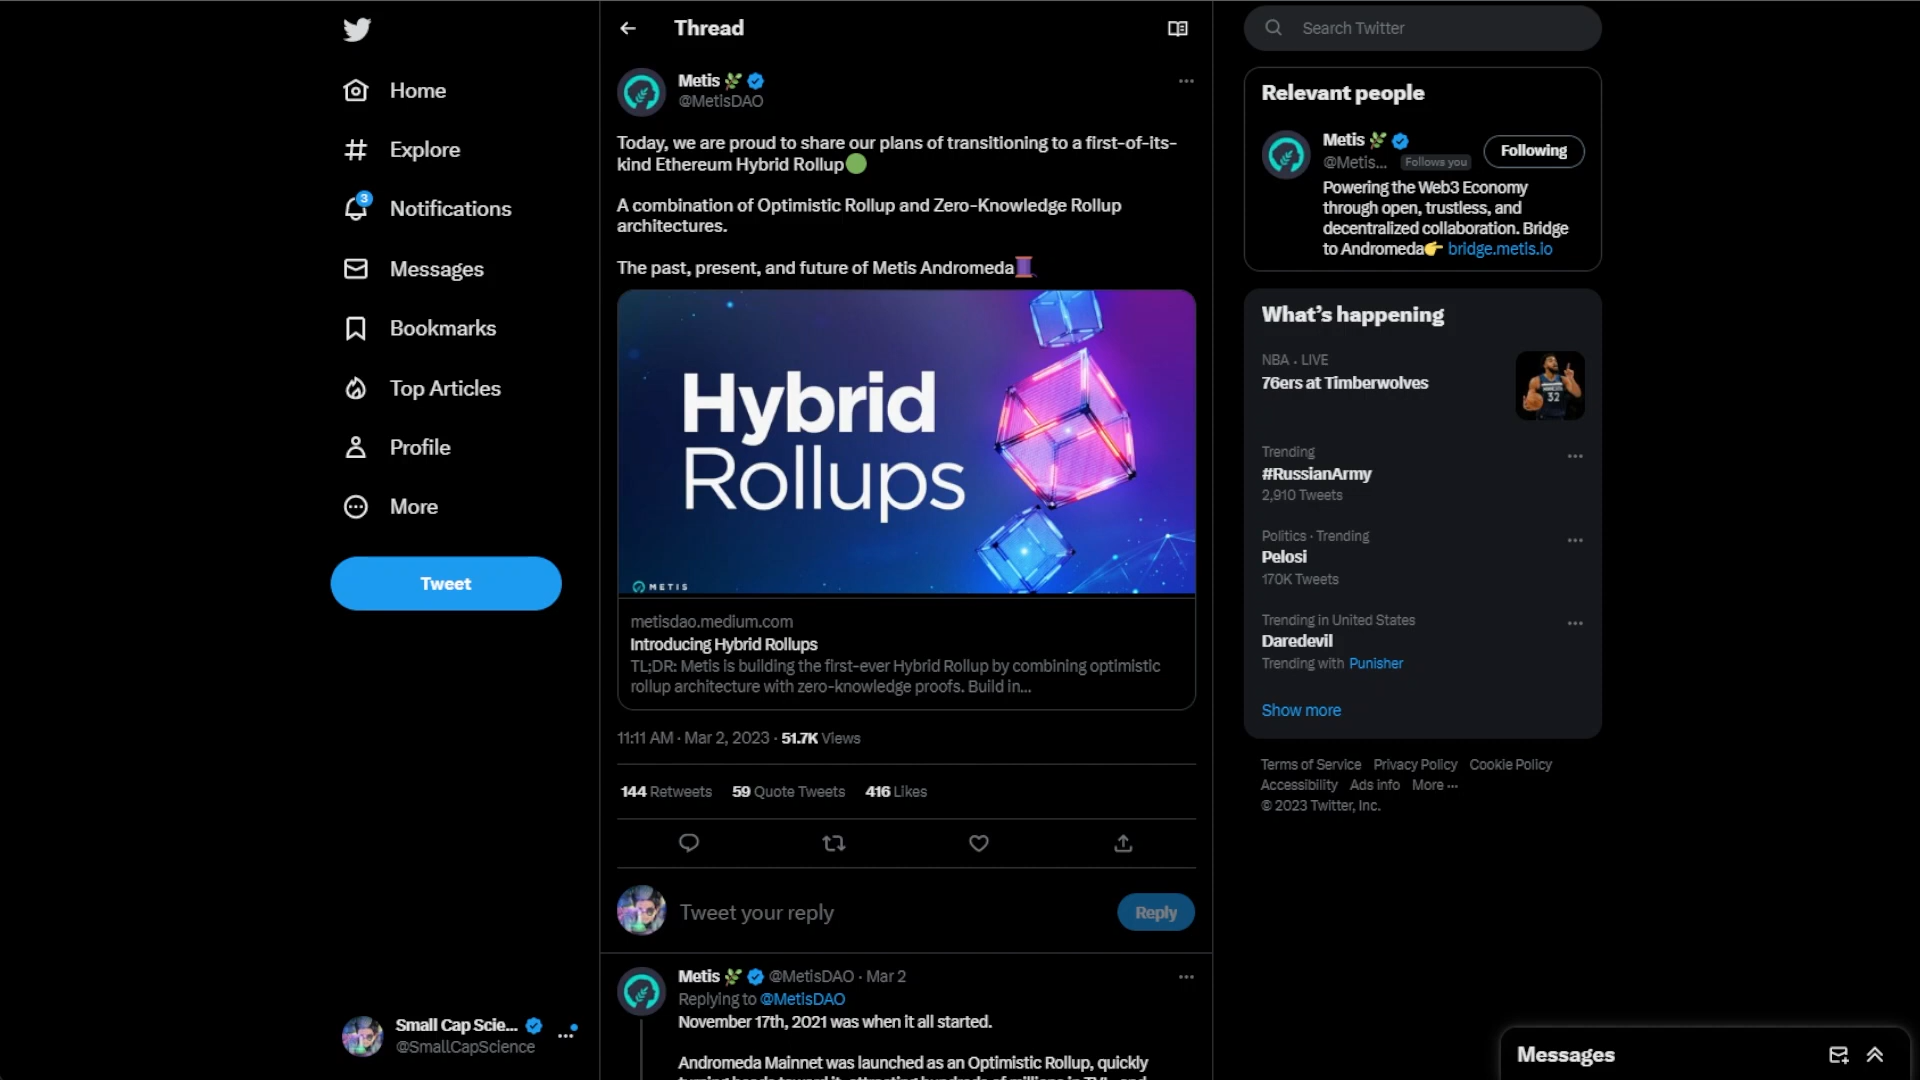 Home
Explore
3
Notifications
Messages
Bookmarks
Top Articles
Profile
More
Tweet
Small Cap Scie...
@SmallCapScience
Thread
Metis
@MetisDAO
Today, we are proud to share our plans of transitioning to a first-of-its-
kind Ethereum Hybrid Rollup
A combination of Optimistic Rollup and Zero-Knowledge Rollup
architectures.
The past, present, and future of Metis Andromeda
Hybrid
Rollups
METIS
metisdao.medium.com
Introducing Hybrid Rollups
TL;DR: Metis is building the first-ever Hybrid Rollup by combining optimistic
rollup architecture with zero-knowledge proofs. Build in...
11:11 AM · Mar 2, 2023 · 51.7K Views
144 Retweets 59 Quote Tweets 416 Likes
Tweet your reply
Reply
Metis @MetisDAO · Mar 2
Replying to @MetisDAO
November 17th, 2021 was when it all started.
Andromeda Mainnet was launched as an Optimistic Rollup, quickly
Search Twitter
Relevant people
Metis
@Metis... Follows you
Following
Powering the Web3 Economy
through open, trustless, and
decentralized collaboration. Bridge
to Andromeda bridge.metis.io
What's happening
NBA · LIVE
76ers at Timberwolves
32
Trending
#RussianArmy
2,910 Tweets
Politics · Trending
Pelosi
170K Tweets
Trending in United States
Daredevil
Trending with Punisher
Show more
Terms of Service Privacy Policy Cookie Policy
Accessibility Ads info More ...
© 2023 Twitter, Inc.
Messages